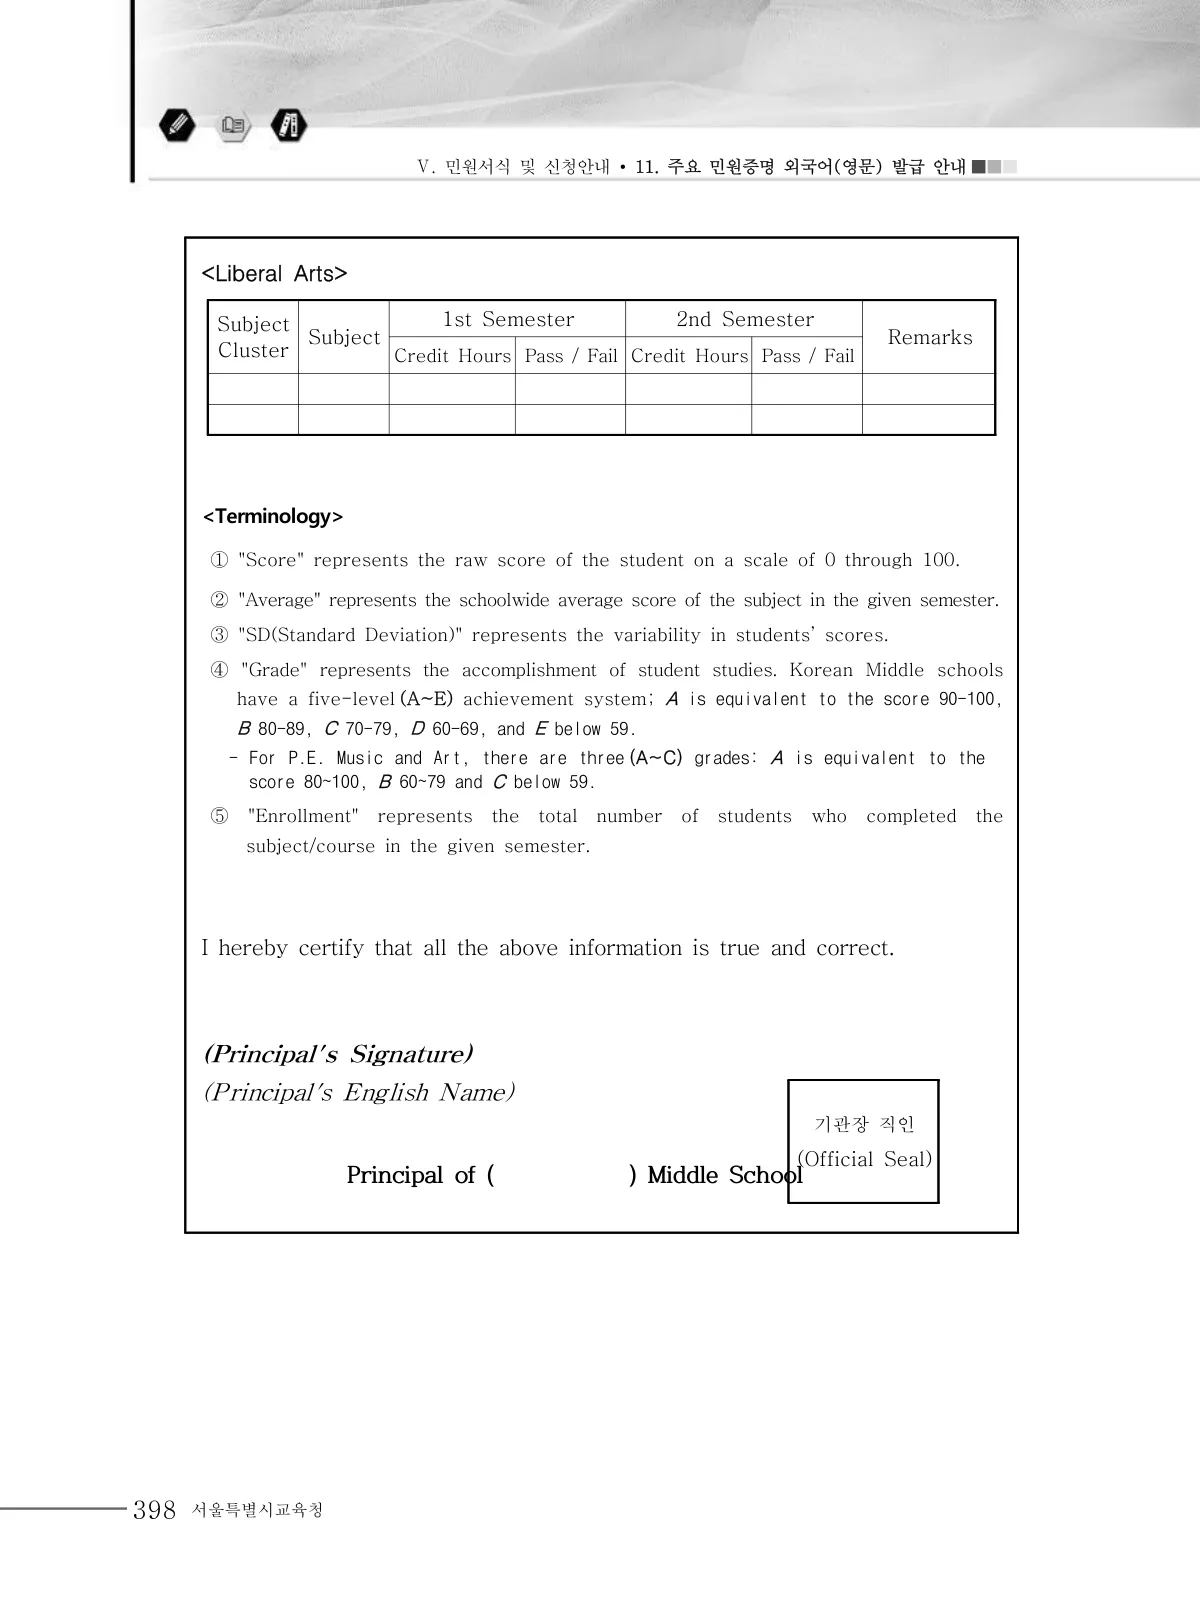 Ⅴ. 민원서식 및 신청안내 • 11. 주요 민원증명 외국어(영문) 발급 안내
<Liberal Arts>
Subject Cluster Subject 1st Semester 2nd Semester Remarks
Credit Hours Pass / Fail Credit Hours Pass / Fail
<Terminology>
① "Score" represents the raw score of the student on a scale of 0 through 100.
② "Average" represents the schoolwide average score of the subject in the given semester.
③ "SD(Standard Deviation)" represents the variability in students’ scores.
④ "Grade" represents the accomplishment of student studies. Korean Middle schools
have a five-level(A~E) achievement system; A is equivalent to the score 90-100,
B 80-89, C 70-79, D 60-69, and E below 59.
- For P.E. Music and Art, there are three(A~C) grades: A is equivalent to the
score 80~100, B 60~79 and C below 59.
⑤ "Enrollment" represents the total number of students who completed the
subject/course in the given semester.
I hereby certify that all the above information is true and correct.
(Principal's Signature)
(Principal's English Name)
기관장 직인
(Official Seal)
Principal of ( ) Middle School
398 서울특별시교육청